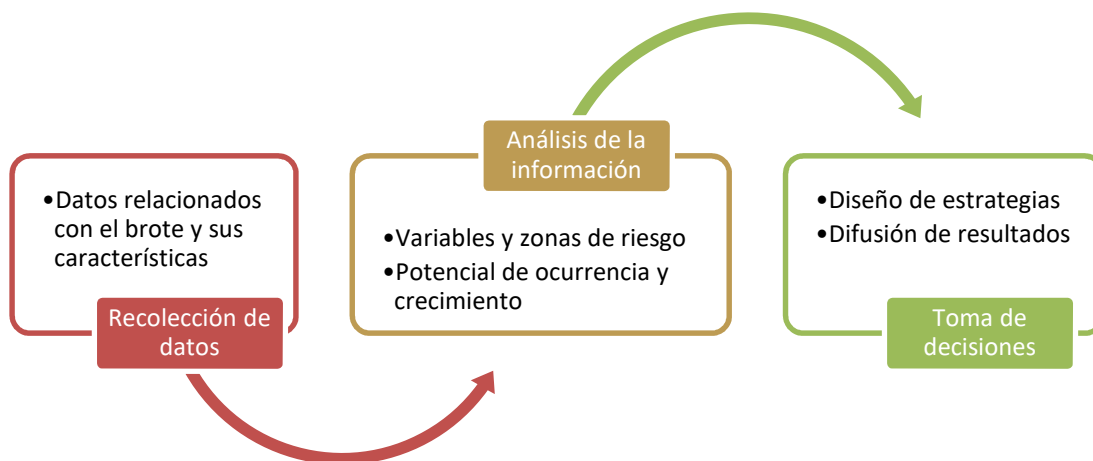 •Datos relacionados
con el brote y sus
características
Recolección de
datos
Análisis de la
información
•Variables y zonas de riesgo
•Potencial de ocurrencia y
crecimiento
•Diseño de estrategias
•Difusión de resultados
Toma de
decisiones